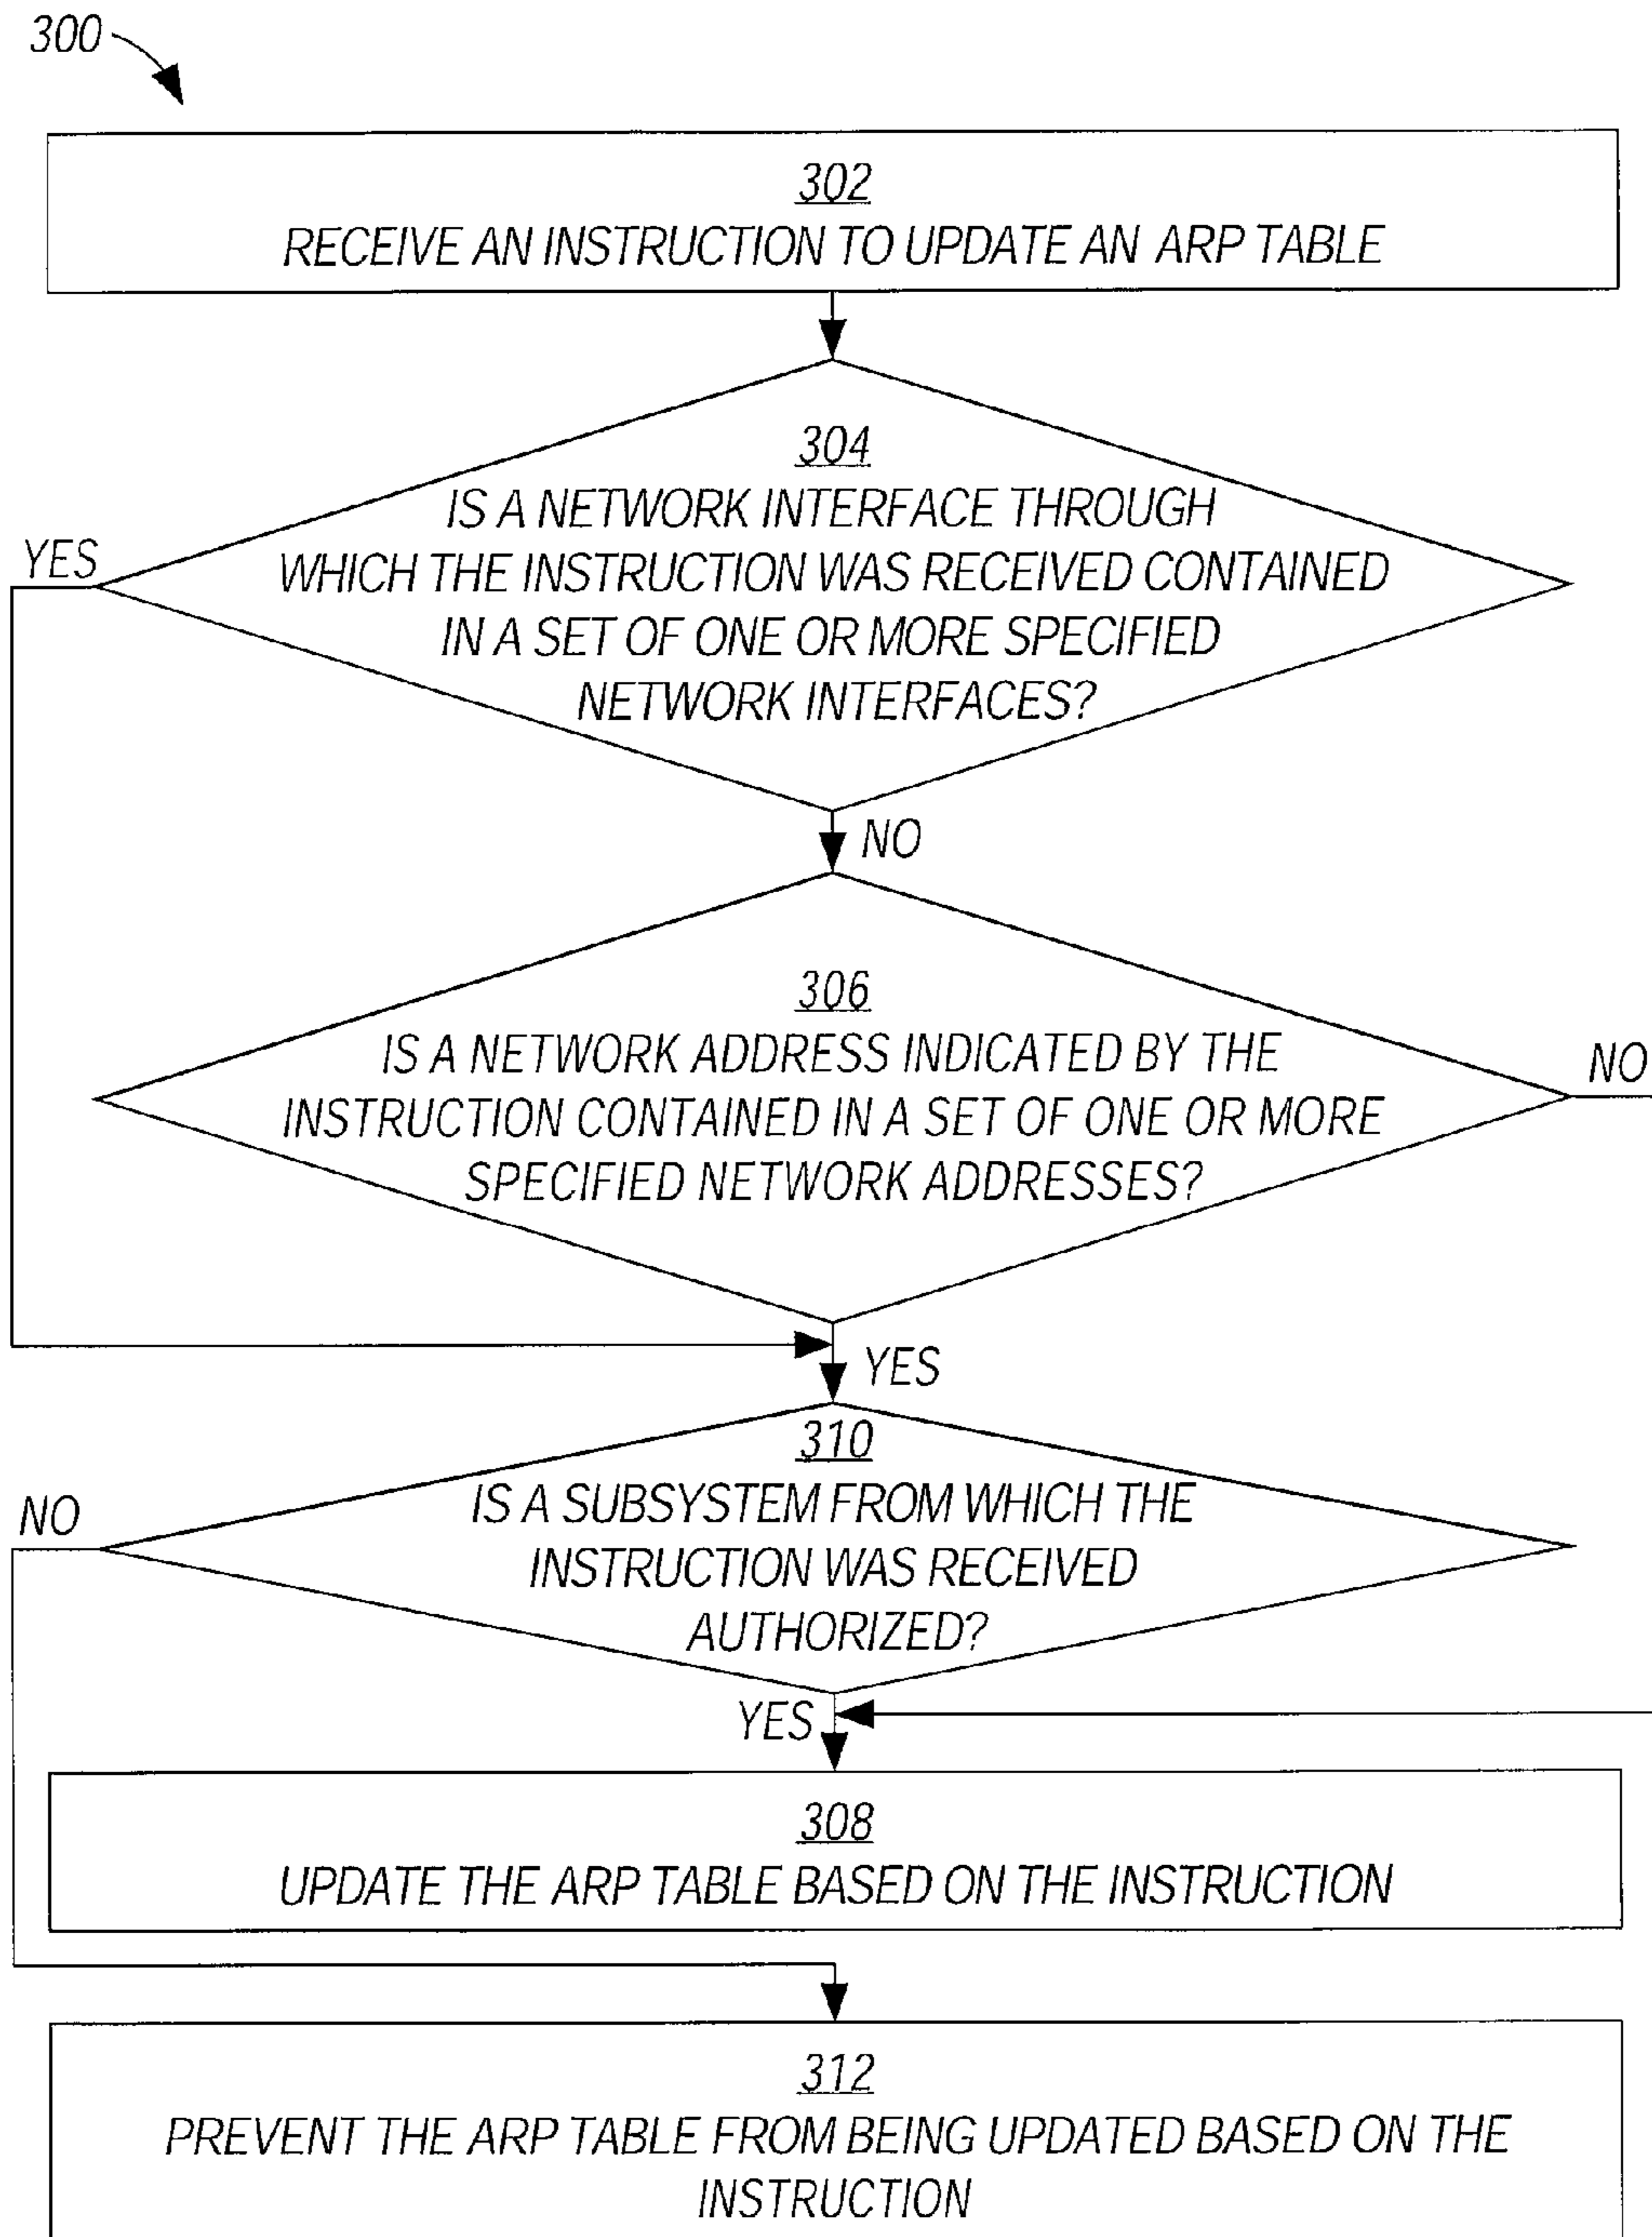 300
302
RECEIVE AN INSTRUCTION TO UPDATE AN ARP TABLE
304
IS A NETWORK INTERFACE THROUGH
WHICH THE INSTRUCTION WAS RECEIVED CONTAINED
IN A SET OF ONE OR MORE SPECIFIED
NETWORK INTERFACES?
YES
NO
306
IS A NETWORK ADDRESS INDICATED BY THE
INSTRUCTION CONTAINED IN A SET OF ONE OR MORE
SPECIFIED NETWORK ADDRESSES?
NO
YES
310
IS A SUBSYSTEM FROM WHICH THE
INSTRUCTION WAS RECEIVED
AUTHORIZED?
NO
YES
308
UPDATE THE ARP TABLE BASED ON THE INSTRUCTION
312
PREVENT THE ARP TABLE FROM BEING UPDATED BASED ON THE
INSTRUCTION